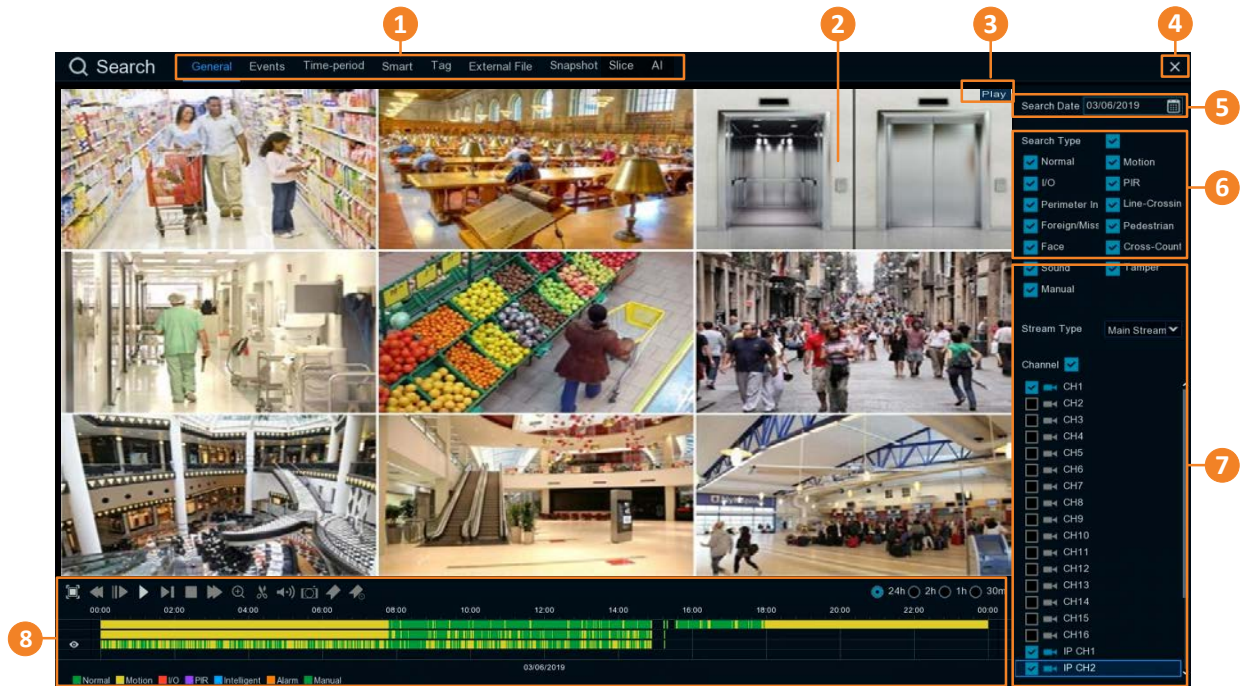 1
2
3
4
Search General Events Time-period Smart Tag External File Snapshot Slice AI
Play
Search Date 03/06/2019
5
Search Type
Normal Motion
I/O PIR
6
Perimeter In Line-Crossin
Foreign/Miss Pedestrian
Face Cross-Count
Sound Tamper
Manual
Stream Type Main Stream
Channel
CH1
CH2
CH3
CH4
CH5
CH6
7
CH7
CH8
CH9
CH10
CH11
CH12
CH13
CH14
CH15
CH16
IP CH1
IP CH2
24h 2h 1h 30m
00:00 02:00 04:00 06:00 08:00 10:00 12:00 14:00 16:00 18:00 20:00 22:00 00:00
8
03/06/2019
Normal Motion I/O PIR Intelligent Alarm Manual